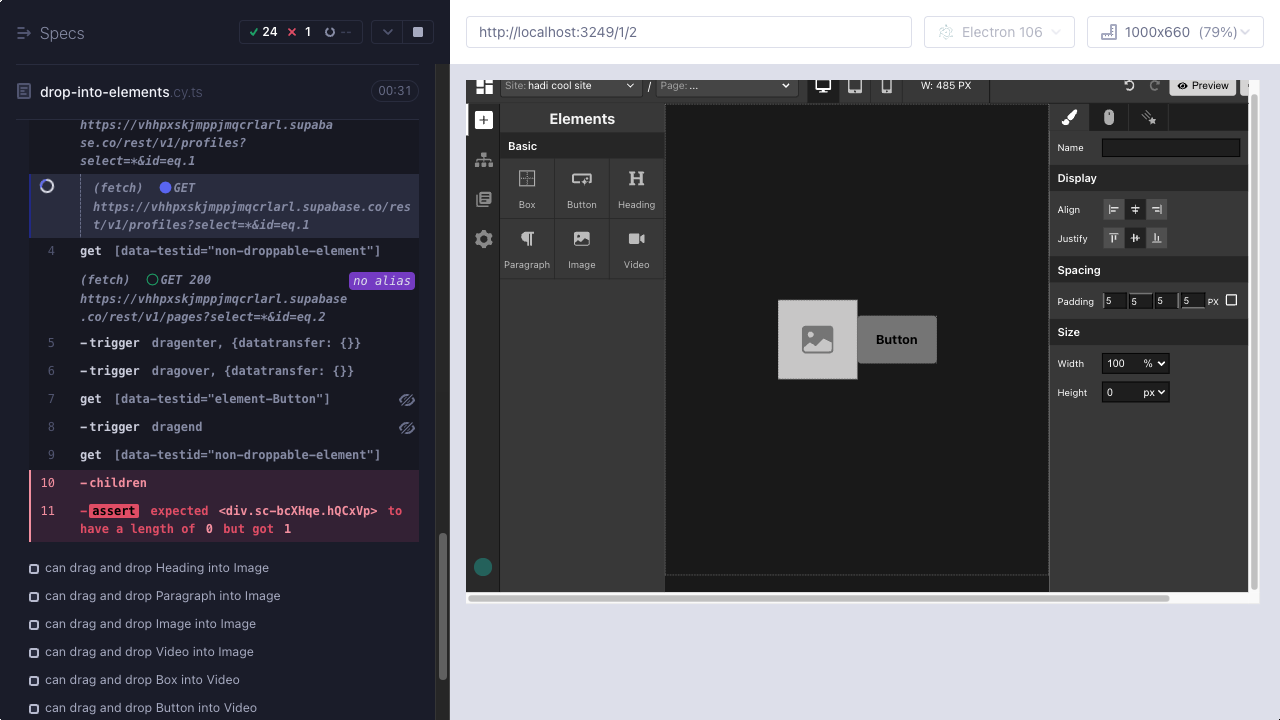 Specs
24 1 --
drop-into-elements.cy.ts 00:31
https://vhhpxskjmppjmqcrlarl.supaba
se.co/rest/v1/profiles?
select=*&id=eq.1
(fetch) GET
https://vhhpxskjmppjmqcrlarl.supabase.co/res
t/v1/profiles?select=*&id=eq.1
4 get [data-testid="non-droppable-element"]
(fetch) GET 200 no alias
https://vhhpxskjmppjmqcrlarl.supabase
.co/rest/v1/pages?select=*&id=eq.2
5 -trigger dragenter, {datatransfer: {}}
6 -trigger dragover, {datatransfer: {}}
7 get [data-testid="element-Button"]
8 -trigger dragend
9 get [data-testid="non-droppable-element"]
10 -children
11 -assert expected <div.sc-bcXHqe.hQCxVp> to
have a length of 0 but got 1
can drag and drop Heading into Image
can drag and drop Paragraph into Image
can drag and drop Image into Image
can drag and drop Video into Image
can drag and drop Box into Video
can drag and drop Button into Video
http://localhost:3249/1/2
Electron 106
1000x660 (79%)
Site: hadi cool site / Page: ... W: 485 PX Preview
Elements
Basic
Box Button Heading
Paragraph Image Video
Button
Name
Display
Align
Justify
Spacing
Padding 5 5 5 5 PX
Size
Width 100 %
Height 0 px